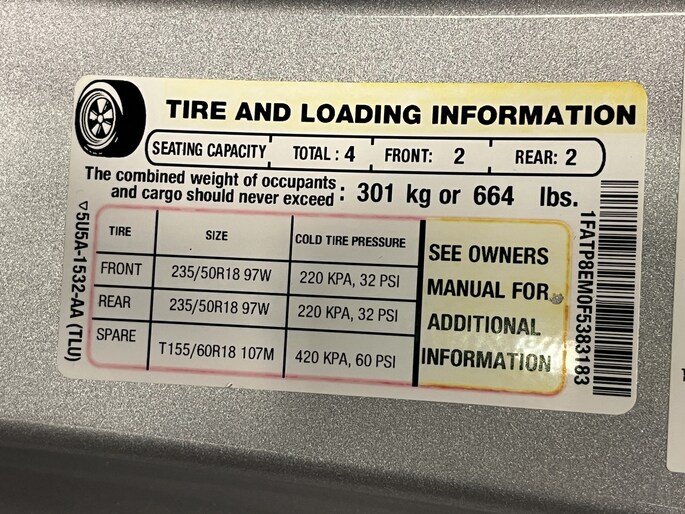 TIRE AND LOADING INFORMATION
SEATING CAPACITY TOTAL : 4 FRONT: 2 REAR: 2
The combined weight of occupants
and cargo should never exceed : 301 kg or 664 lbs.
TIRE SIZE COLD TIRE PRESSURE
FRONT 235/50R18 97W 220 KPA, 32 PSI
REAR 235/50R18 97W 220 KPA, 32 PSI
SPARE T155/60R18 107M 420 KPA, 60 PSI
SEE OWNERS
MANUAL FOR
ADDITIONAL
INFORMATION
▽5U5A-1532-AA (TLU)
1FATP8EM0F5383183